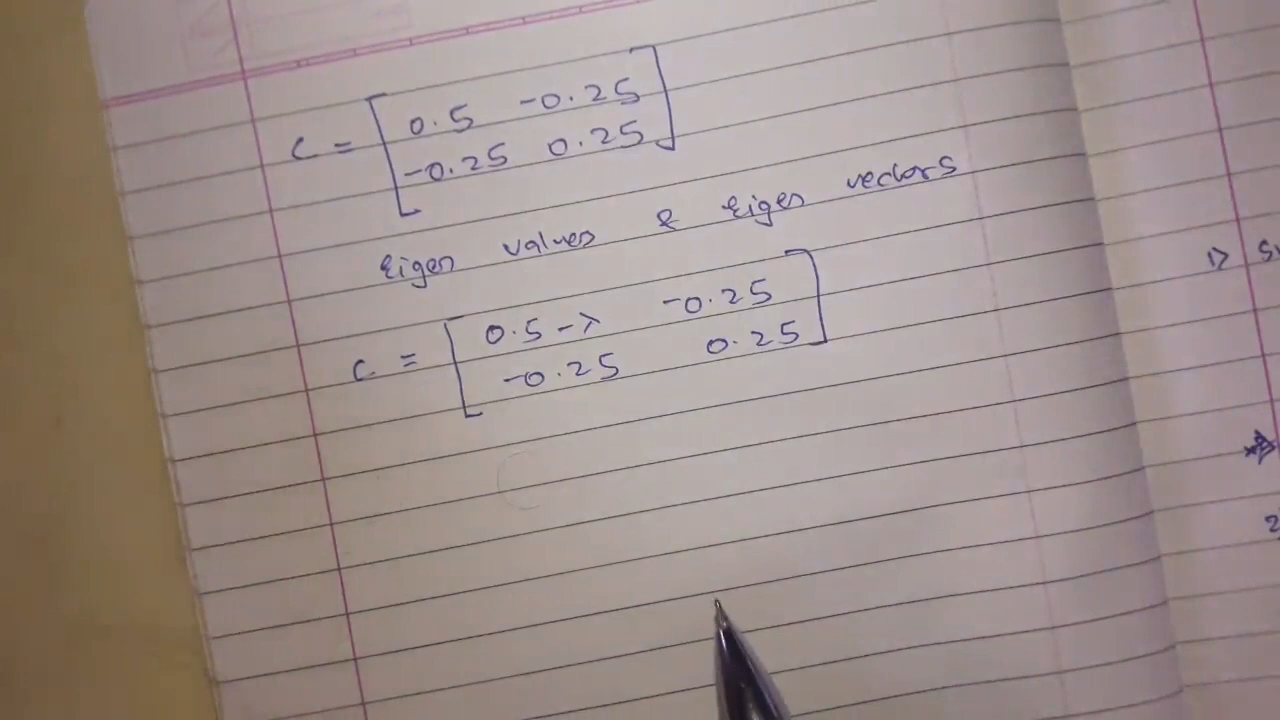 C = [ 0.5 -0.25
-0.25 0.25 ]
Eigen values & Eigen vectors
C = [ 0.5-λ -0.25
-0.25 0.25 ]
1)